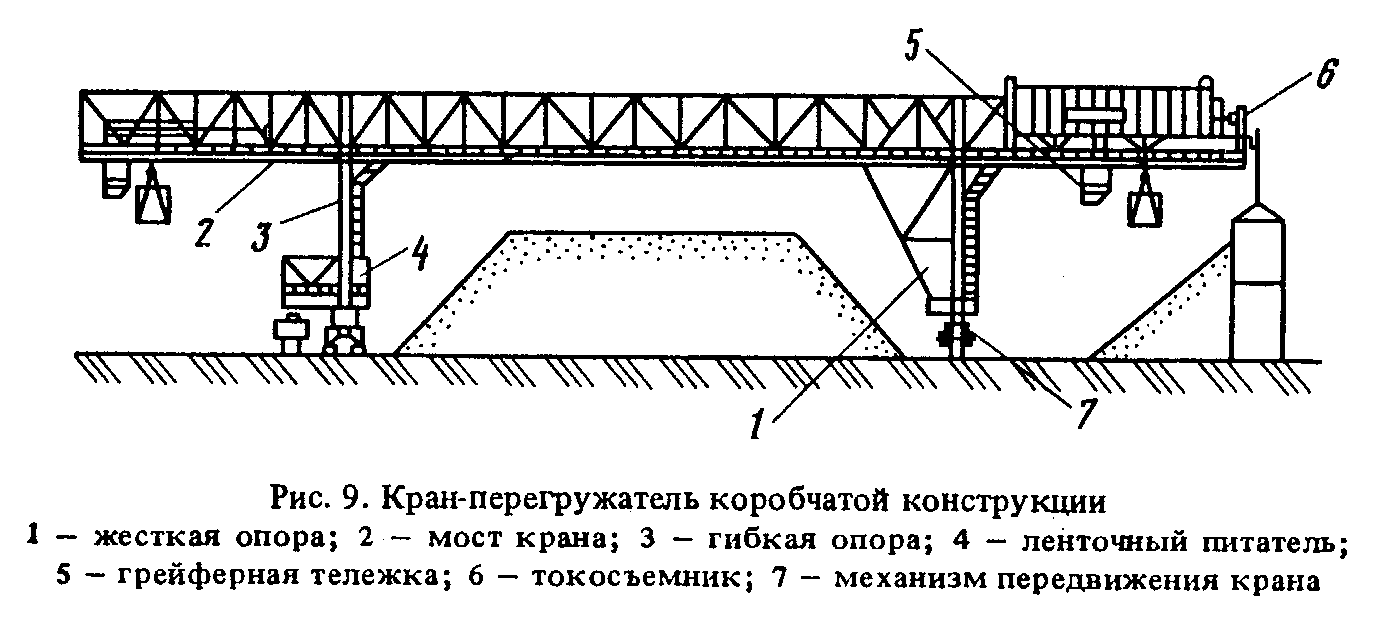 5
6
2
3
4
1
7
Рис. 9. Кран-перегружатель коробчатой конструкции
1 — жесткая опора; 2 — мост крана; 3 — гибкая опора; 4 — ленточный питатель;
5 — грейферная тележка; 6 — токосъемник; 7 — механизм передвижения крана